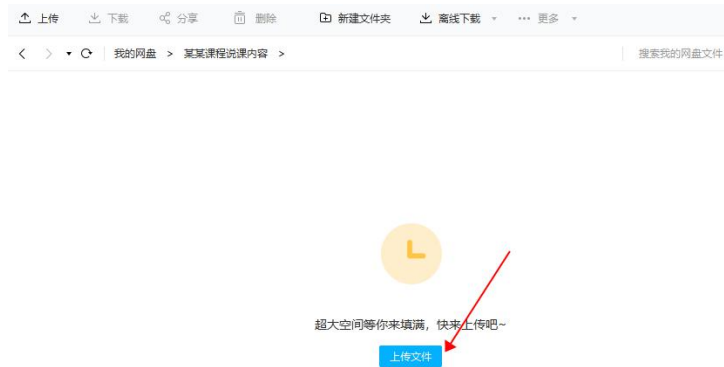 上传 下载 分享 删除 新建文件夹 离线下载 ··· 更多
我的网盘 > 某某课程说课内容 > 搜索我的网盘文件
超大空间等你来填满，快来上传吧~
上传文件